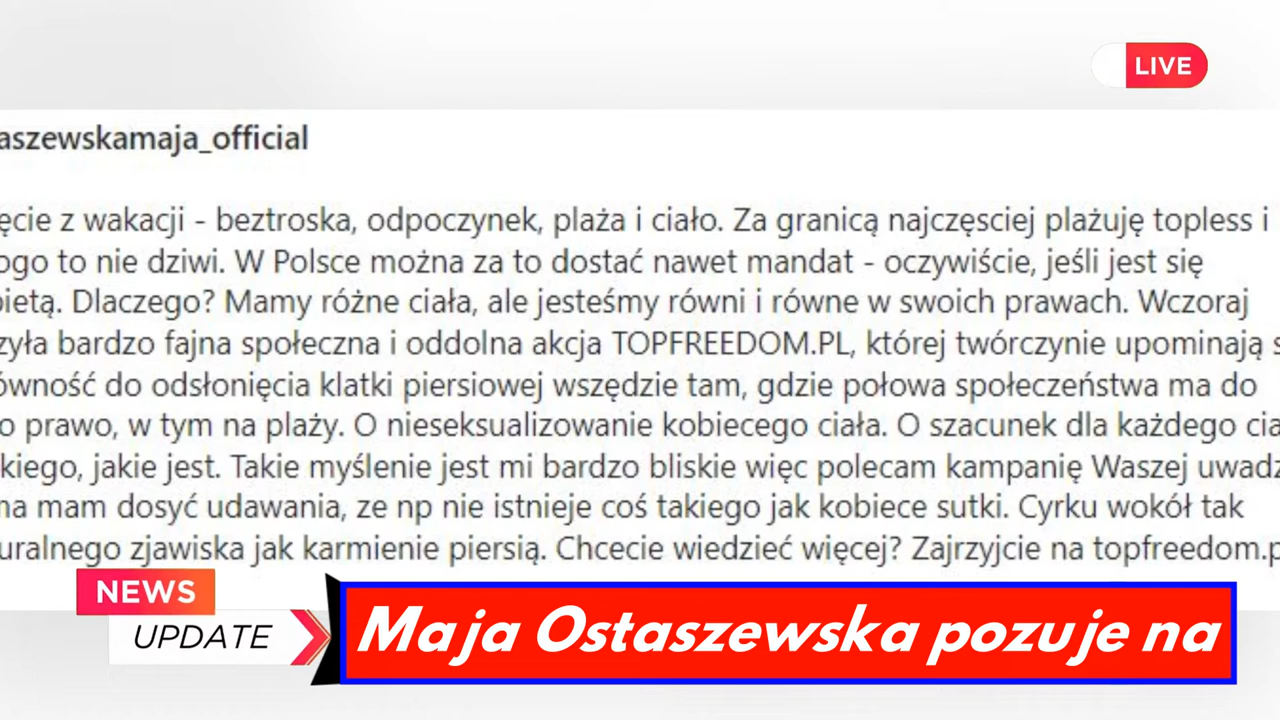 LIVE
aszewskamaja_official
ęcie z wakacji - beztroska, odpoczynek, plaża i ciało. Za granicą najczęsciej plażuję topless i
ogo to nie dziwi. W Polsce można za to dostać nawet mandat - oczywiście, jeśli jest się
bietą. Dlaczego? Mamy różne ciała, ale jesteśmy równi i równe w swoich prawach. Wczoraj
zyła bardzo fajna społeczna i oddolna akcja TOPFREEDOM.PL, której twórczynie upominają s
ówność do odsłonięcia klatki piersiowej wszędzie tam, gdzie połowa społeczeństwa ma do
o prawo, w tym na plaży. O nieseksualizowanie kobiecego ciała. O szacunek dla każdego cia
kiego, jakie jest. Takie myślenie jest mi bardzo bliskie więc polecam kampanię Waszej uwadz
ma mam dosyć udawania, ze np nie istnieje coś takiego jak kobiece sutki. Cyrku wokół tak
uralnego zjawiska jak karmienie piersią. Chcecie wiedzieć więcej? Zajrzyjcie na topfreedom.p
NEWS
UPDATE
Maja Ostaszewska pozuje na